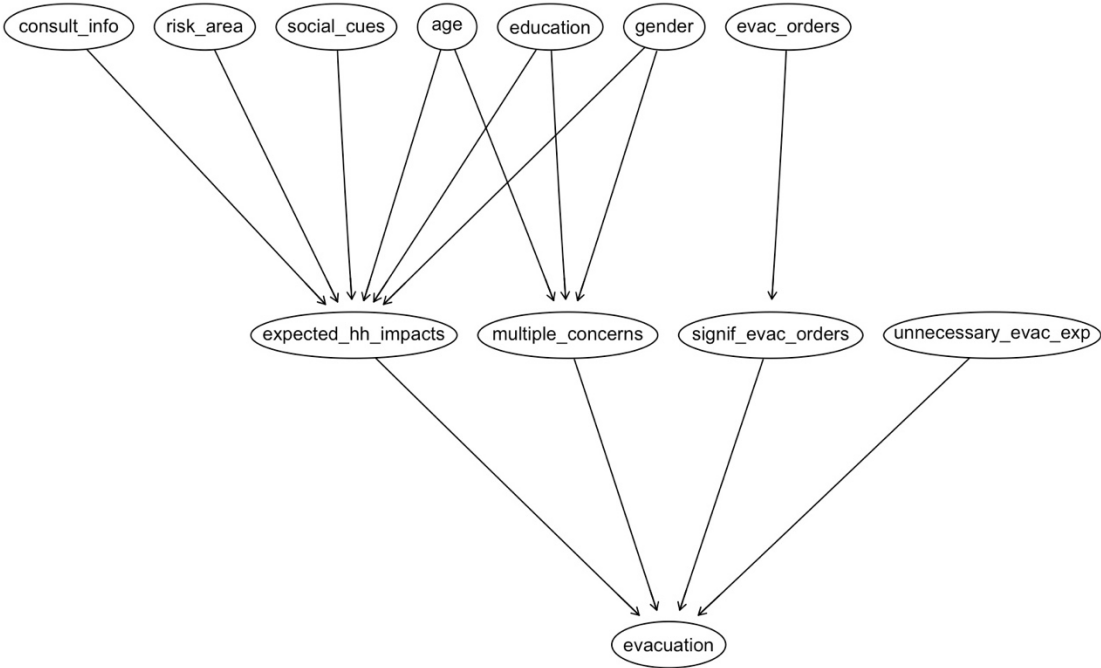 consult_info risk_area social_cues age education gender evac_orders
expected_hh_impacts multiple_concerns signif_evac_orders unnecessary_evac_exp
evacuation